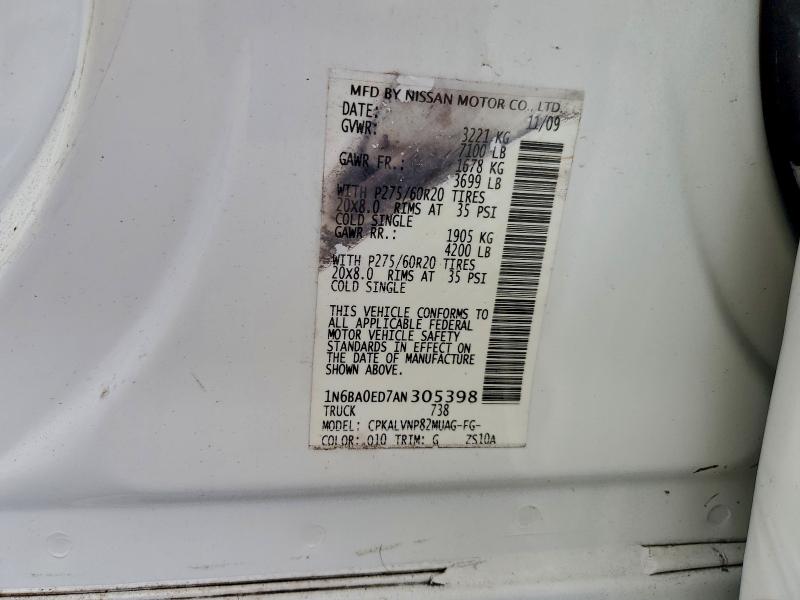 MFD BY NISSAN MOTOR CO., LTD.
DATE: 11/09
GVWR: 3221 KG
7100 LB
GAWR FR.: 1678 KG
3699 LB
WITH P275/60R20 TIRES
20X8.0 RIMS AT 35 PSI
COLD SINGLE
GAWR RR.: 1905 KG
4200 LB
WITH P275/60R20 TIRES
20X8.0 RIMS AT 35 PSI
COLD SINGLE
THIS VEHICLE CONFORMS TO
ALL APPLICABLE FEDERAL
MOTOR VEHICLE SAFETY
STANDARDS IN EFFECT ON
THE DATE OF MANUFACTURE
SHOWN ABOVE.
1N6BA0ED7AN305398
TRUCK 738
MODEL: CPKALVNP82MUAG-FG-
COLOR: Q10 TRIM: G ZS10A